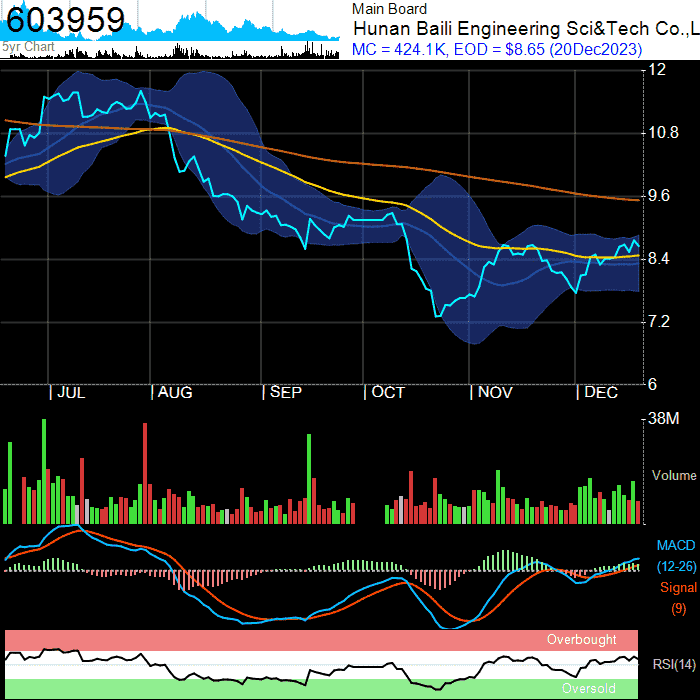 603959
5yr Chart
Main Board
Hunan Baili Engineering Sci&Tech Co.,L
MC = 424.1K, EOD = $8.65 (20Dec2023)
12
10.8
9.6
8.4
7.2
6
JUL
AUG
SEP
OCT
NOV
DEC
38M
Volume
MACD
(12-26)
Signal
(9)
Overbought
RSI(14)
Oversold